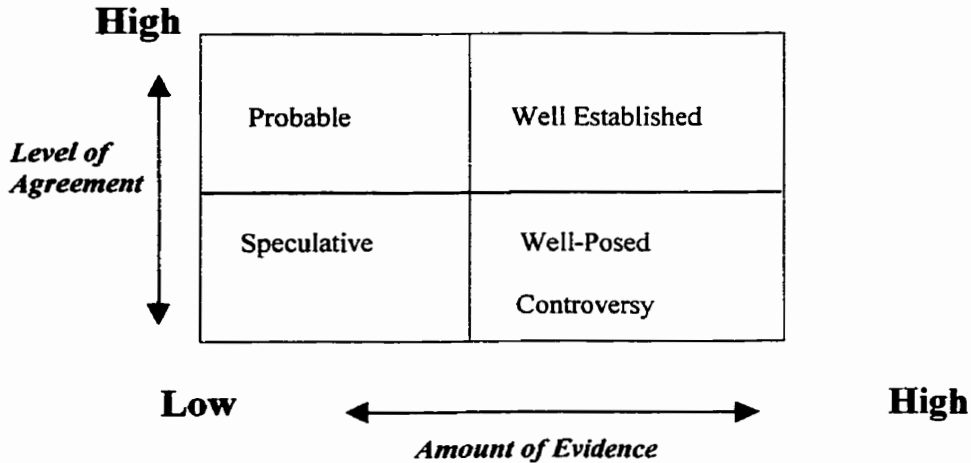 High
Probable
Well Established
Level of
Agreement
Speculative
Well-Posed
Controversy
Low
High
Amount of Evidence